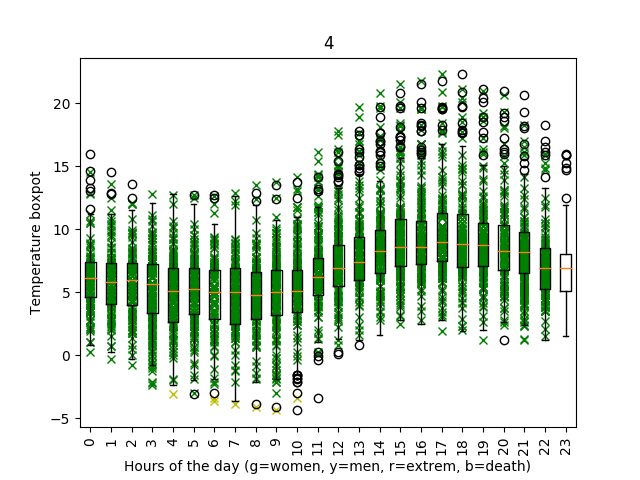 4
Temperature boxpot
20
15
10
5
0
−5
0 1 2 3 4 5 6 7 8 9 10 11 12 13 14 15 16 17 18 19 20 21 22 23
Hours of the day (g=women, y=men, r=extrem, b=death)